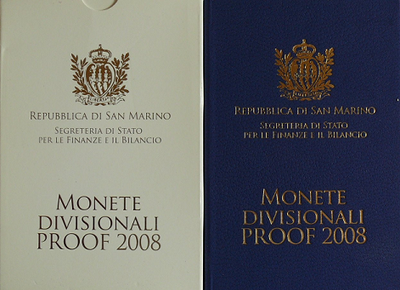 Repubblica di San Marino
Segreteria di Stato
per le Finanze e il Bilancio
Monete
divisionali
PROOF 2008
Repubblica di San Marino
Segreteria di Stato
per le Finanze e il Bilancio
Monete
divisionali
PROOF 2008